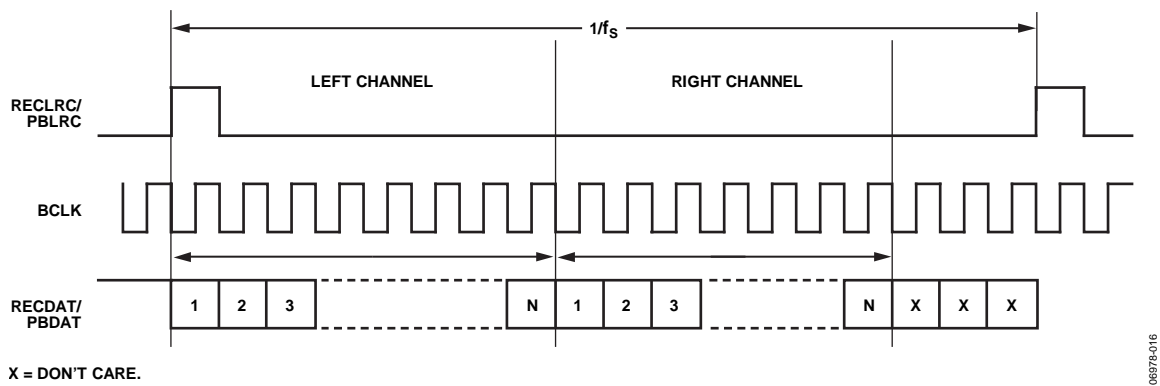 1/fS
LEFT CHANNEL
RIGHT CHANNEL
RECLRC/
PBLRC
BCLK
RECDAT/
PBDAT
1 2 3 N 1 2 3 N X X X
X = DON'T CARE.
06978-016